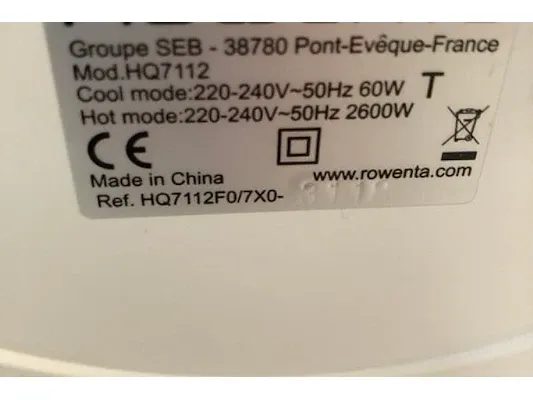 Groupe SEB - 38780 Pont-Evêque-France
Mod.HQ7112
Cool mode:220-240V~50Hz 60W T
Hot mode:220-240V~50Hz 2600W
CE
Made in China
www.rowenta.com
Ref. HQ7112F0/7X0-